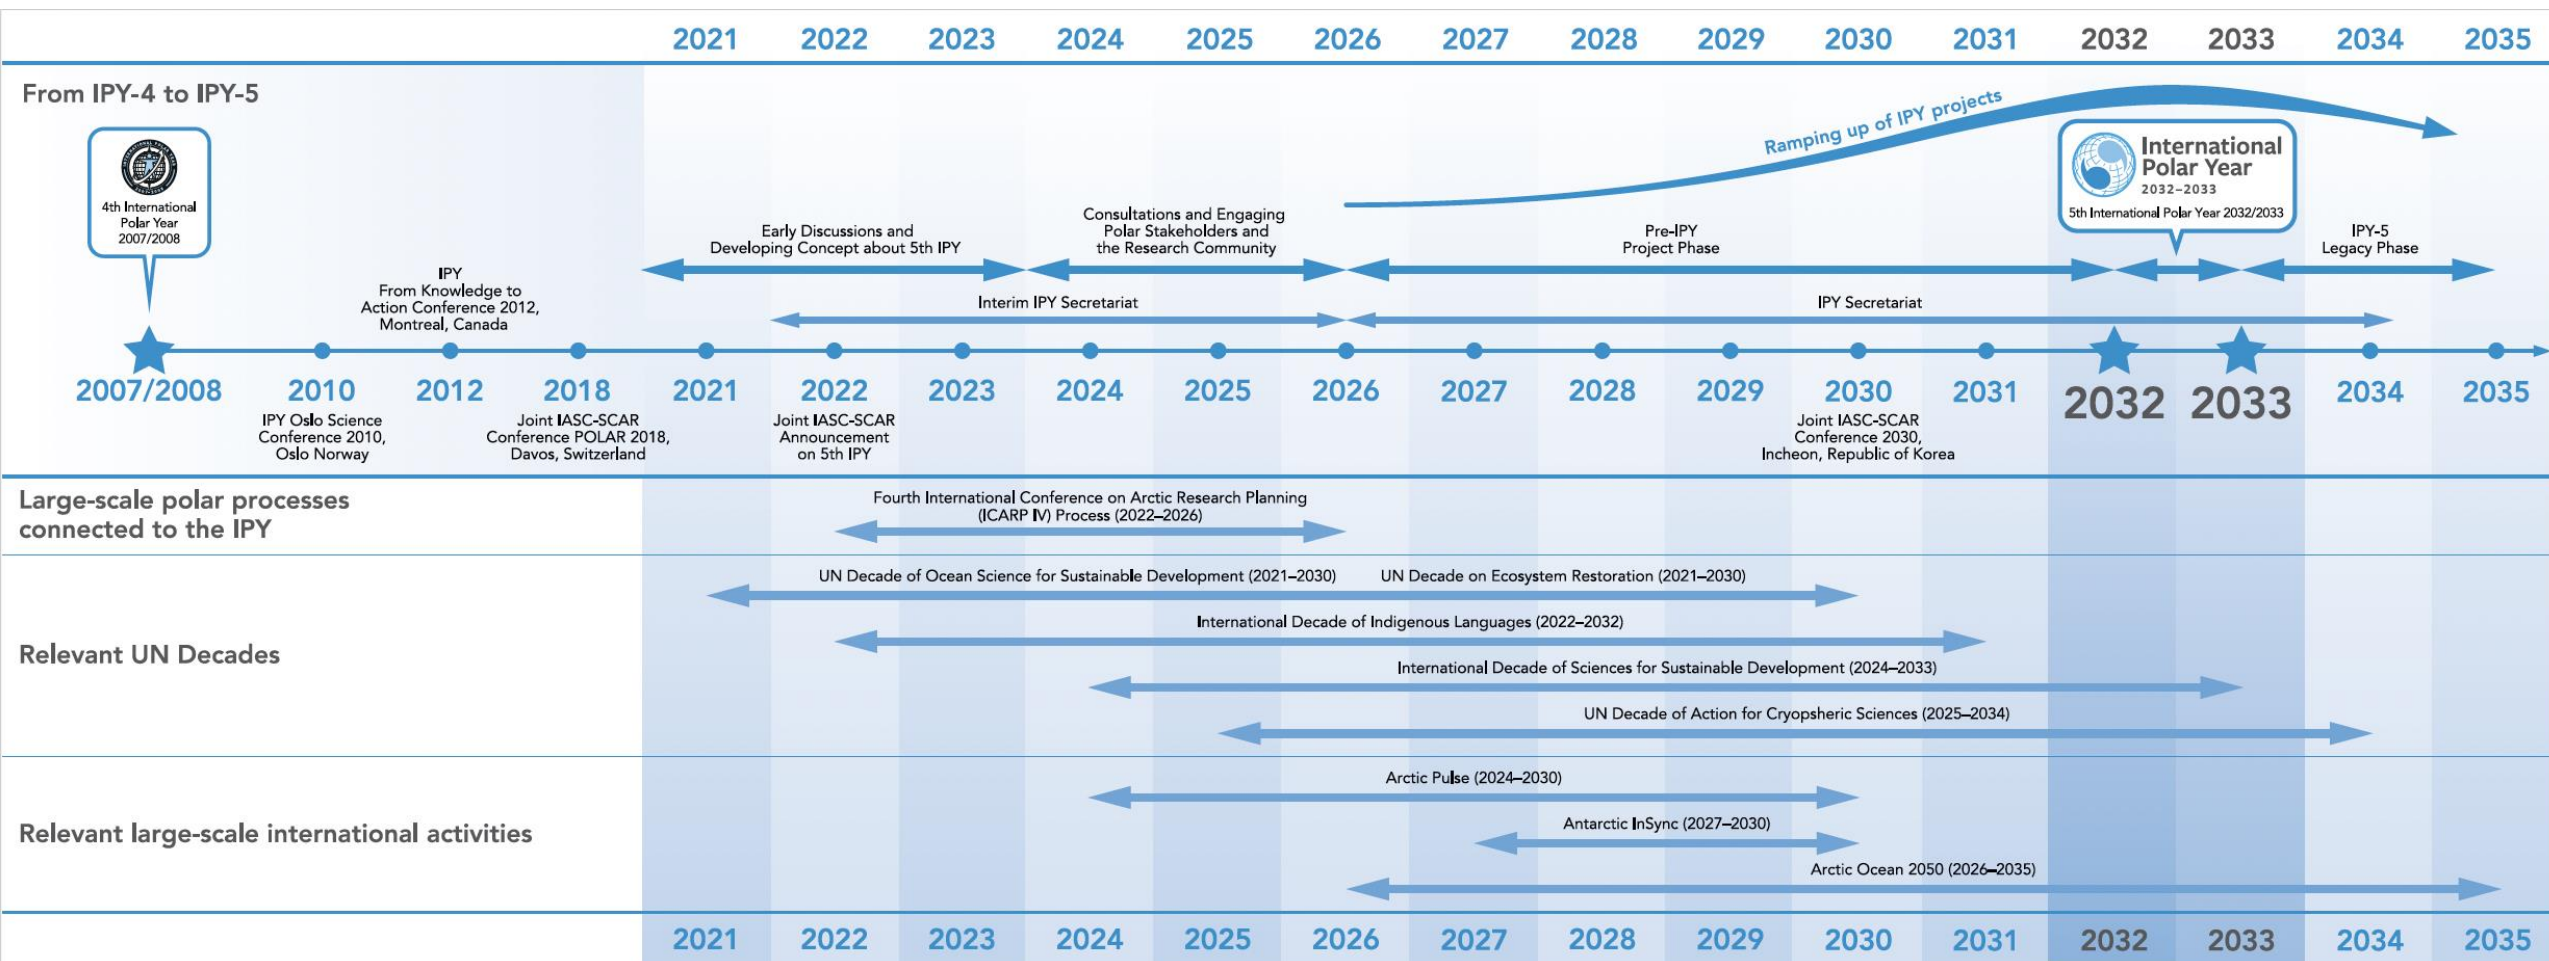 2021 2022 2023 2024 2025 2026 2027 2028 2029 2030 2031 2032 2033 2034 2035
From IPY-4 to IPY-5
INTERNATIONAL POLAR YEAR
2007-2008
4th International
Polar Year
2007/2008
IPY
From Knowledge to
Action Conference 2012,
Montreal, Canada
Early Discussions and
Developing Concept about 5th IPY
Consultations and Engaging
Polar Stakeholders and
the Research Community
Ramping up of IPY projects
Pre-IPY
Project Phase
International
Polar Year
2032–2033
5th International Polar Year 2032/2033
IPY-5
Legacy Phase
Interim IPY Secretariat
IPY Secretariat
2007/2008 2010 2012 2018 2021 2022 2023 2024 2025 2026 2027 2028 2029 2030 2031 2032 2033 2034 2035
IPY Oslo Science
Conference 2010,
Oslo Norway
Joint IASC-SCAR
Conference POLAR 2018,
Davos, Switzerland
Joint IASC-SCAR
Announcement
on 5th IPY
Joint IASC-SCAR
Conference 2030,
Incheon, Republic of Korea
Large-scale polar processes
connected to the IPY
Fourth International Conference on Arctic Research Planning
(ICARP IV) Process (2022–2026)
Relevant UN Decades
UN Decade of Ocean Science for Sustainable Development (2021–2030)
UN Decade on Ecosystem Restoration (2021–2030)
International Decade of Indigenous Languages (2022–2032)
International Decade of Sciences for Sustainable Development (2024–2033)
UN Decade of Action for Cryopsheric Sciences (2025–2034)
Relevant large-scale international activities
Arctic Pulse (2024–2030)
Antarctic InSync (2027–2030)
Arctic Ocean 2050 (2026–2035)
2021 2022 2023 2024 2025 2026 2027 2028 2029 2030 2031 2032 2033 2034 2035